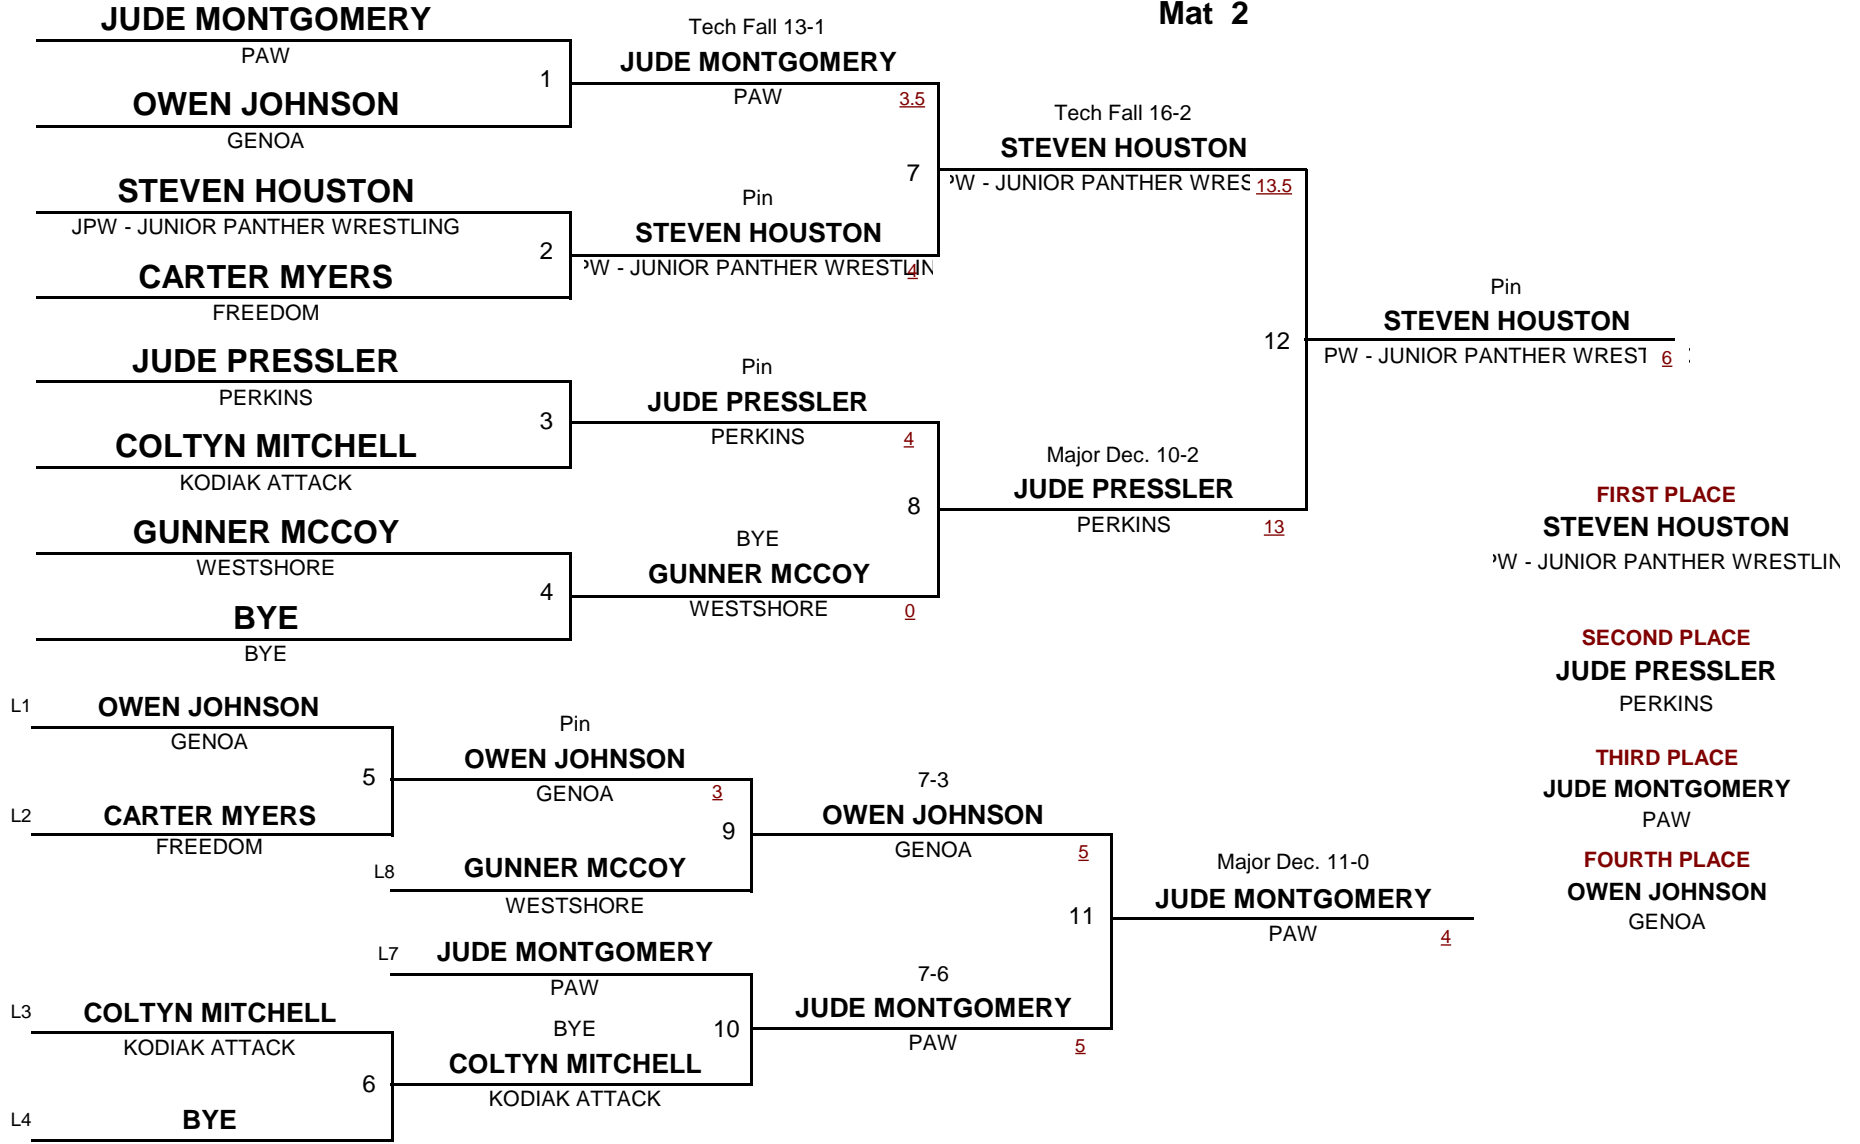 Mat 2
JUDE MONTGOMERY
PAW
1
OWEN JOHNSON
GENOA
STEVEN HOUSTON
JPW - JUNIOR PANTHER WRESTLING
2
CARTER MYERS
FREEDOM
JUDE PRESSLER
PERKINS
3
COLTYN MITCHELL
KODIAK ATTACK
GUNNER MCCOY
WESTSHORE
4
BYE
BYE
Tech Fall 13-1
JUDE MONTGOMERY
PAW 3.5
7
Pin
STEVEN HOUSTON
PW - JUNIOR PANTHER WRESTLIN 4
Pin
JUDE PRESSLER
PERKINS 4
8
BYE
GUNNER MCCOY
WESTSHORE 0
Tech Fall 16-2
STEVEN HOUSTON
PW - JUNIOR PANTHER WRES 13.5
12
Major Dec. 10-2
JUDE PRESSLER
PERKINS 13
Pin
STEVEN HOUSTON
PW - JUNIOR PANTHER WREST 6
FIRST PLACE
STEVEN HOUSTON
PW - JUNIOR PANTHER WRESTLIN
SECOND PLACE
JUDE PRESSLER
PERKINS
THIRD PLACE
JUDE MONTGOMERY
PAW
FOURTH PLACE
OWEN JOHNSON
GENOA
L1 OWEN JOHNSON
GENOA
5
L2 CARTER MYERS
FREEDOM
L3 COLTYN MITCHELL
KODIAK ATTACK
6
L4 BYE
Pin
OWEN JOHNSON
GENOA 3
9
L8 GUNNER MCCOY
WESTSHORE
L7 JUDE MONTGOMERY
PAW
BYE 10
COLTYN MITCHELL
KODIAK ATTACK
7-3
OWEN JOHNSON
GENOA 5
11
7-6
JUDE MONTGOMERY
PAW 5
Major Dec. 11-0
JUDE MONTGOMERY
PAW 4